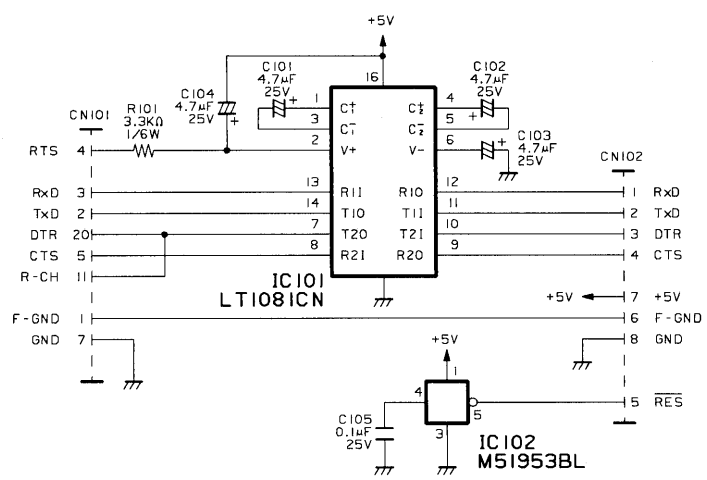 +5V
C101
4.7µF
25V
C102
4.7µF
25V
C104
4.7µF
25V
CN101
R101
3.3KΩ
1/6W
16
1 C1+
3 C1-
2 V+
4 C2+
5 C2-
6 V-
C103
4.7µF
25V
CN102
RTS 4
RxD 3 13 R1I R1O 12 1 RxD
TxD 2 14 T1O T1I 11 2 TxD
DTR 20 7 T2O T2I 10 3 DTR
CTS 5 8 R2I R2O 9 4 CTS
R-CH 11
IC101
LT1081CN
+5V 7 +5V
F-GND 1 6 F-GND
GND 7 8 GND
+5V
1
4
5
3
5 RES
C105
0.1µF
25V
IC102
M51953BL